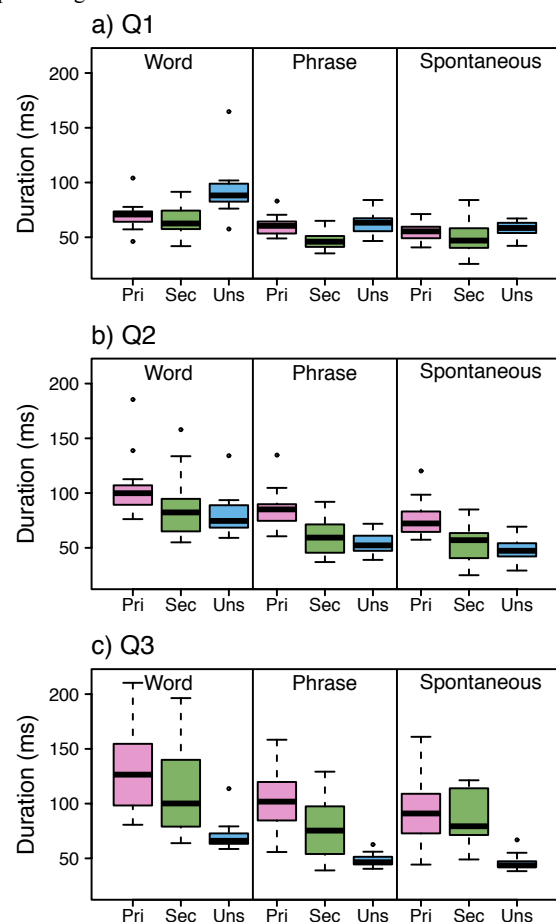 a) Q1
Word Phrase Spontaneous
Duration (ms)
200
150
100
50
Pri Sec Uns Pri Sec Uns Pri Sec Uns
b) Q2
Word Phrase Spontaneous
Duration (ms)
200
150
100
50
Pri Sec Uns Pri Sec Uns Pri Sec Uns
c) Q3
Word Phrase Spontaneous
Duration (ms)
200
150
100
50
Pri Sec Uns Pri Sec Uns Pri Sec Uns